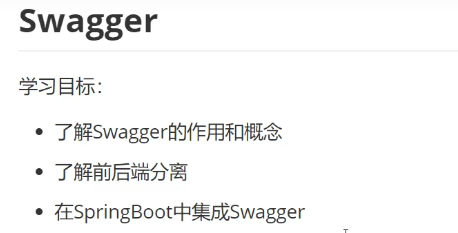 Swagger
学习目标：
了解Swagger的作用和概念
了解前后端分离
在SpringBoot中集成Swagger